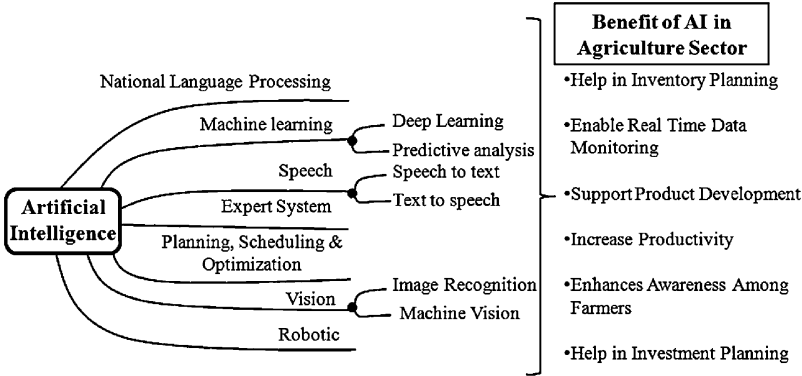 Artificial
Intelligence
National Language Processing
Machine learning
Deep Learning
Predictive analysis
Speech
Speech to text
Text to speech
Expert System
Planning, Scheduling &
Optimization
Vision
Image Recognition
Machine Vision
Robotic
Benefit of AI in
Agriculture Sector
•Help in Inventory Planning
•Enable Real Time Data
Monitoring
•Support Product Development
•Increase Productivity
•Enhances Awareness Among
Farmers
•Help in Investment Planning